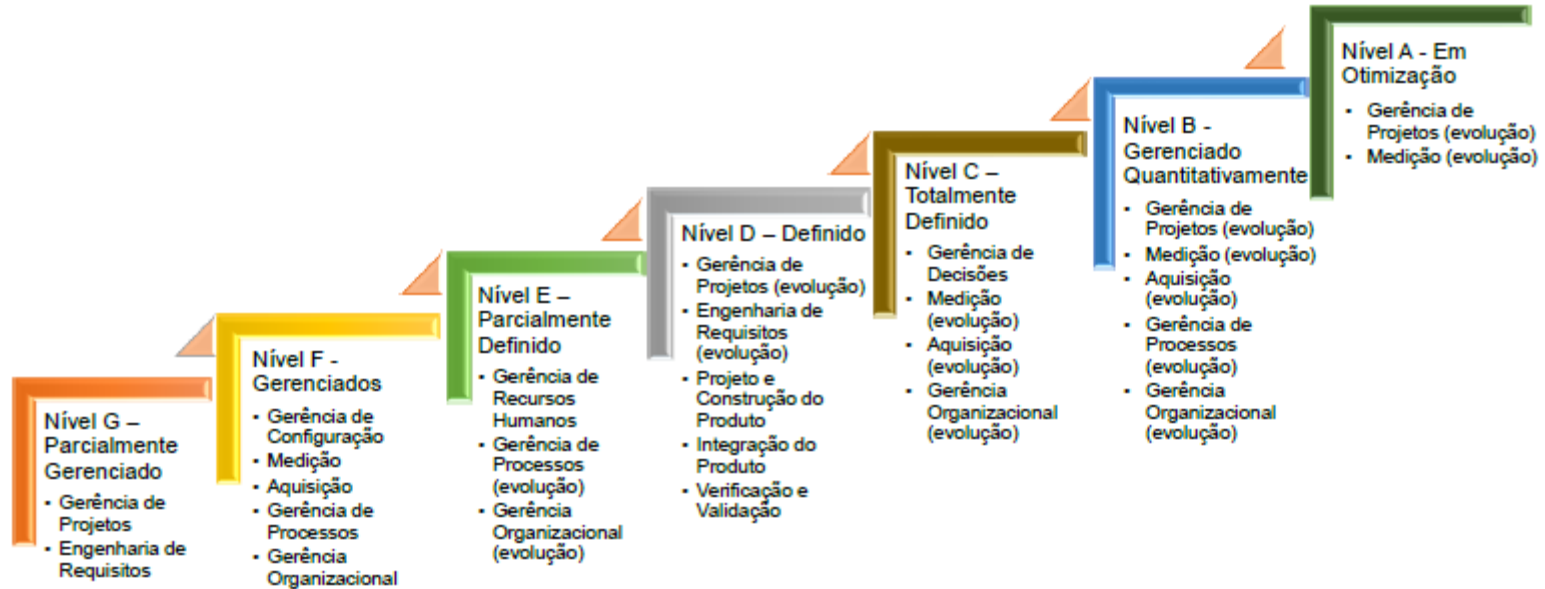 Nível G –
Parcialmente
Gerenciado
• Gerência de
Projetos
• Engenharia de
Requisitos
Nível F -
Gerenciados
• Gerência de
Configuração
• Medição
• Aquisição
• Gerência de
Processos
• Gerência
Organizacional
Nível E –
Parcialmente
Definido
• Gerência de
Recursos
Humanos
• Gerência de
Processos
(evolução)
• Gerência
Organizacional
(evolução)
Nível D – Definido
• Gerência de
Projetos (evolução)
• Engenharia de
Requisitos
(evolução)
• Projeto e
Construção do
Produto
• Integração do
Produto
• Verificação e
Validação
Nível C –
Totalmente
Definido
• Gerência de
Decisões
• Medição
(evolução)
• Aquisição
(evolução)
• Gerência
Organizacional
(evolução)
Nível B -
Gerenciado
Quantitativamente
• Gerência de
Projetos (evolução)
• Medição (evolução)
• Aquisição
(evolução)
• Gerência de
Processos
(evolução)
• Gerência
Organizacional
(evolução)
Nível A - Em
Otimização
• Gerência de
Projetos (evolução)
• Medição (evolução)